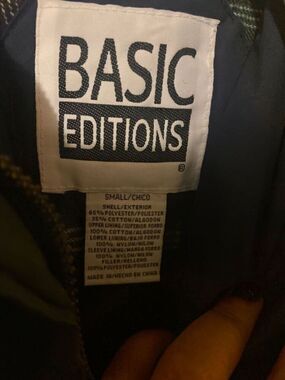 BASIC
EDITIONS
®
SMALL/CHICO
SHELL/EXTERIOR
65% POLYESTER/POLIESTER
35% COTTON/ALGODON
UPPER LINING/SUPERIOR FORRO
100% COTTON/ALGODON
LOWER LINING/BAJO FORRO
100% NYLON/NILON
SLEEVE LINING/MANGA FORRO
100% NYLON/NILON
FILLER/RELLENO
100% POLYESTER/POLIESTER
MADE IN/HECHO EN CHINA